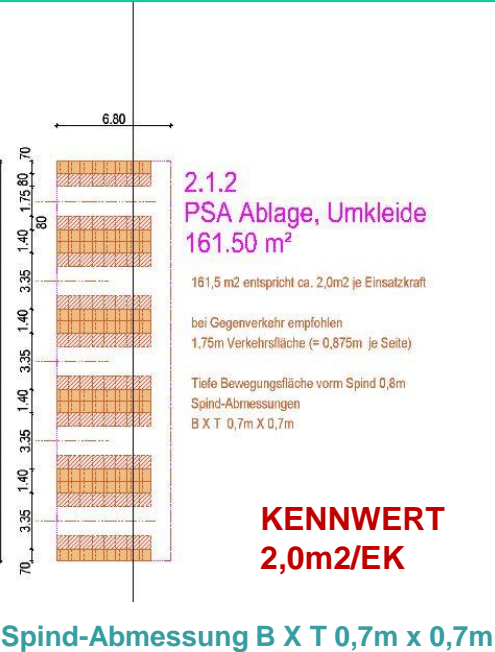 6.80
70
80
1.75
80
1.40
3.35
1.40
3.35
1.40
3.35
1.40
3.35
70
2.1.2
PSA Ablage, Umkleide
161.50 m²
161,5 m2 entspricht ca. 2,0m2 je Einsatzkraft
bei Gegenverkehr empfohlen
1,75m Verkehrsfläche (= 0,875m je Seite)
Tiefe Bewegungsfläche vorm Spind 0,8m
Spind-Abmessungen
B X T 0,7m X 0,7m
KENNWERT
2,0m2/EK
Spind-Abmessung B X T 0,7m x 0,7m